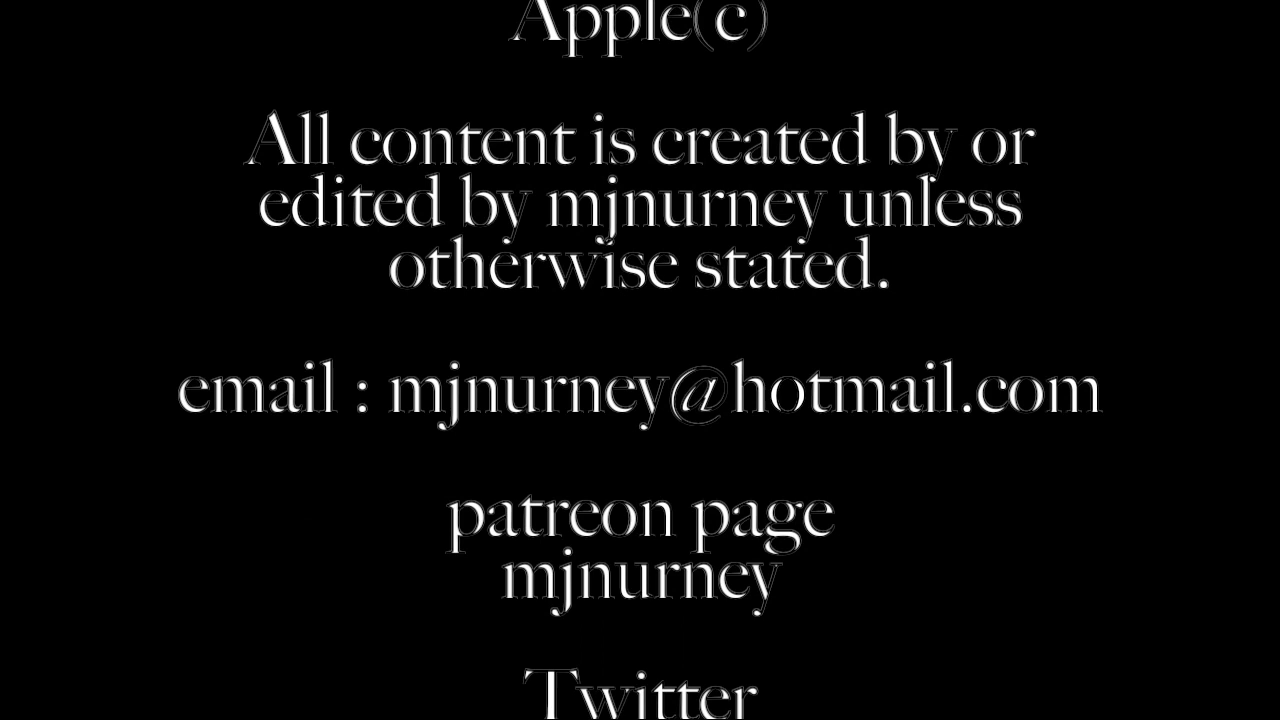 Apple(c)
All content is created by or
edited by mjnurney unless
otherwise stated.
email : mjnurney@hotmail.com
patreon page
mjnurney
Twitter